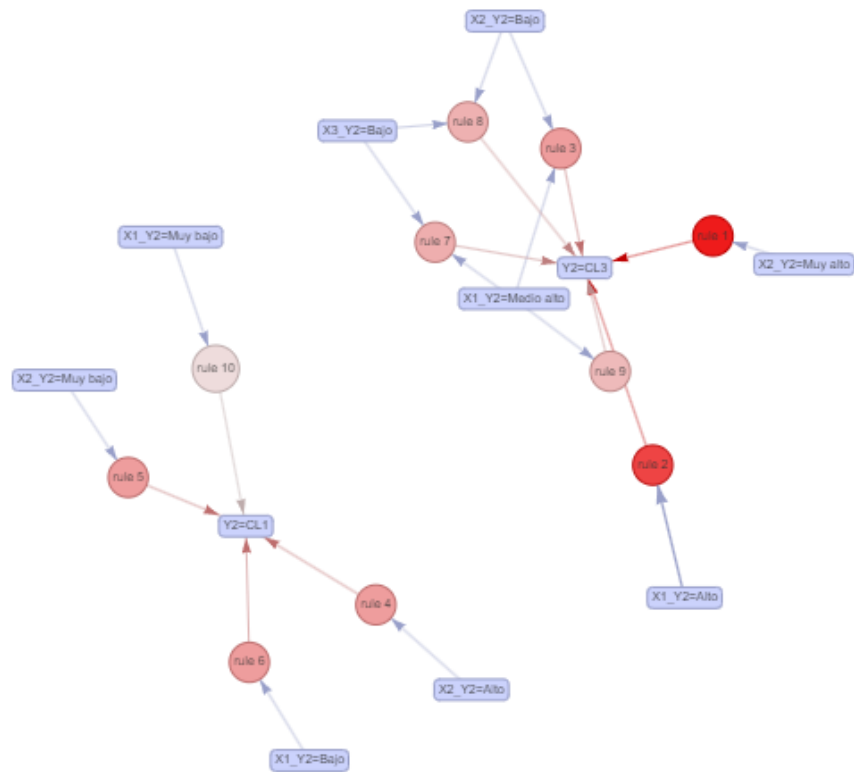 X2_Y2=Bajo
rule 8
X3_Y2=Bajo
rule 3
X1_Y2=Muy bajo
rule 7
rule 1
Y2=CL3
X2_Y2=Muy alto
X1_Y2=Medio alto
rule 10
X2_Y2=Muy bajo
rule 9
rule 5
rule 2
Y2=CL1
X1_Y2=Alto
rule 4
rule 6
X2_Y2=Alto
X1_Y2=Bajo